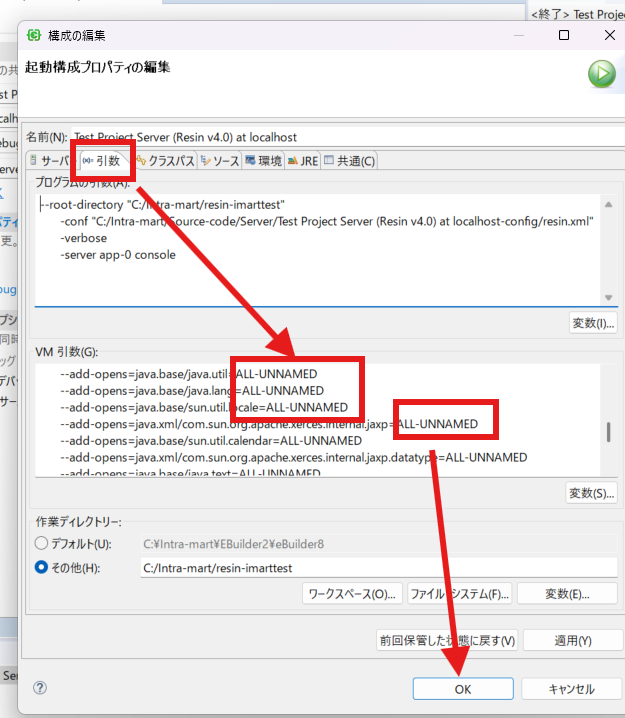 <終了> Test Proje
構成の編集
起動構成プロパティの編集
名前(N): Test Project Server (Resin v4.0) at localhost
サーバ (x)= 引数 クラスパス ソース 環境 JRE 共通(C)
プログラムの引数(A):
--root-directory "C:/Intra-mart/resin-imarttest"
-conf "C:/Intra-mart/Source-code/Server/Test Project Server (Resin v4.0) at localhost-config/resin.xml"
-verbose
-server app-0 console
変数(I)...
VM 引数(G):
--add-opens=java.base/java.util=ALL-UNNAMED
--add-opens=java.base/java.lang=ALL-UNNAMED
--add-opens=java.base/sun.util.locale=ALL-UNNAMED
--add-opens=java.xml/com.sun.org.apache.xerces.internal.jaxp=ALL-UNNAMED
--add-opens=java.base/sun.util.calendar=ALL-UNNAMED
--add-opens=java.xml/com.sun.org.apache.xerces.internal.jaxp.datatype=ALL-UNNAMED
--add-opens=java.base/java.text=ALL-UNNAMED
変数(S)...
作業ディレクトリー:
デフォルト(U): C:¥Intra-mart¥EBuilder2¥eBuilder8
その他(H): C:/Intra-mart/resin-imarttest
ワークスペース(O)... ファイル・システム(F)... 変数(E)...
前回保管した状態に戻す(V) 適用(Y)
OK キャンセル